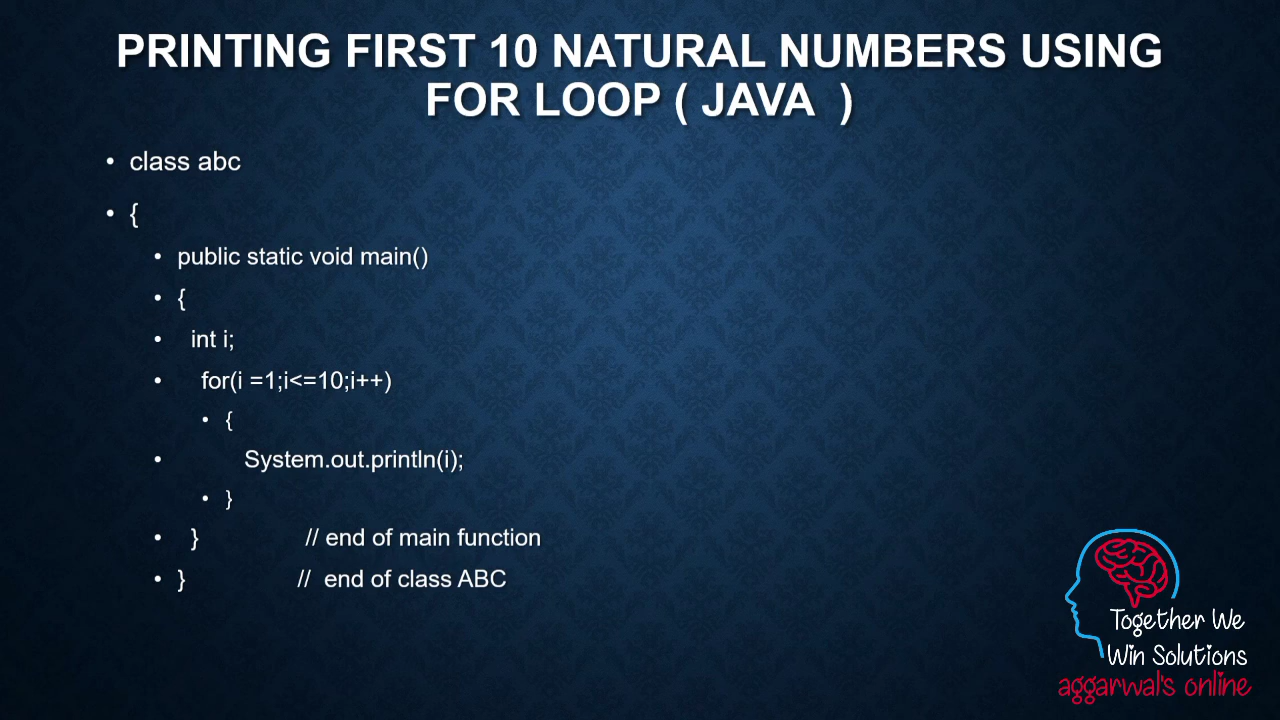 PRINTING FIRST 10 NATURAL NUMBERS USING
FOR LOOP ( JAVA  )
• class abc
• {
• public static void main()
• {
• int i;
• for(i =1;i<=10;i++)
• {
• System.out.println(i);
• }
• } // end of main function
• } // end of class ABC
Together We
Win Solutions
aggarwal's online